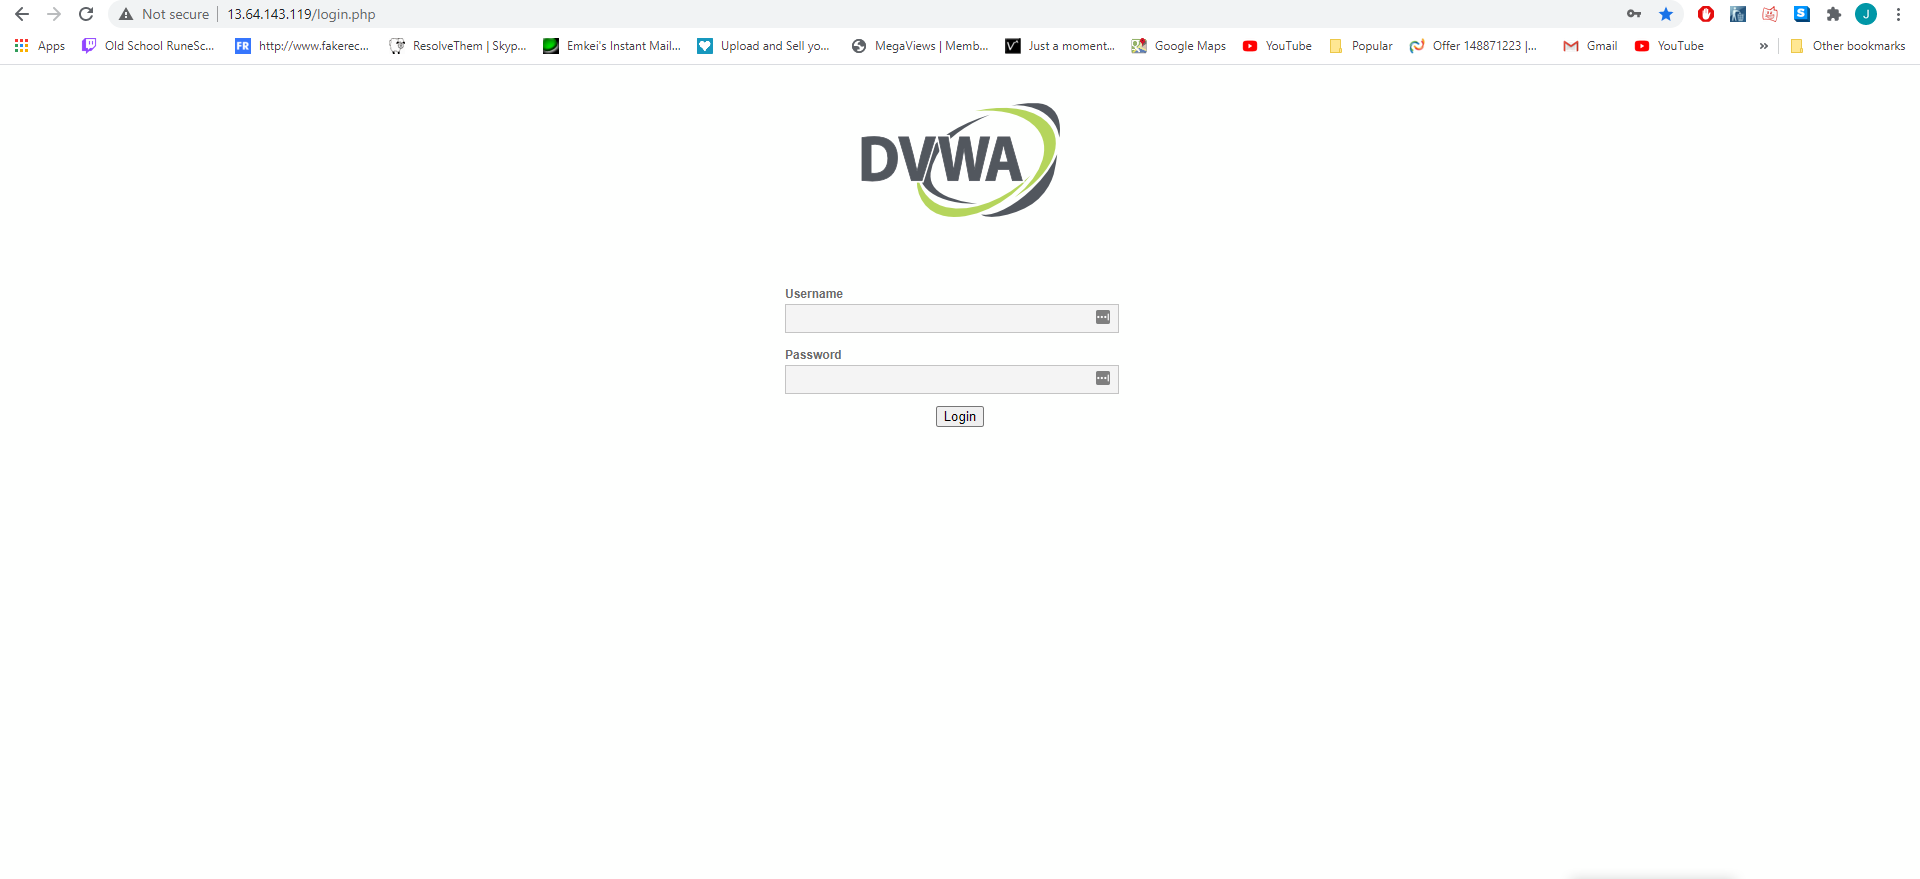 Not secure 13.64.143.119/login.php J
Apps Old School RuneSc... FR http://www.fakerec... ResolveThem | Skyp... Emkei's Instant Mail... Upload and Sell yo... MegaViews | Memb... V Just a moment... Google Maps YouTube Popular Offer 148871223 |... Gmail YouTube » Other bookmarks
DVWA
Username
Password
Login